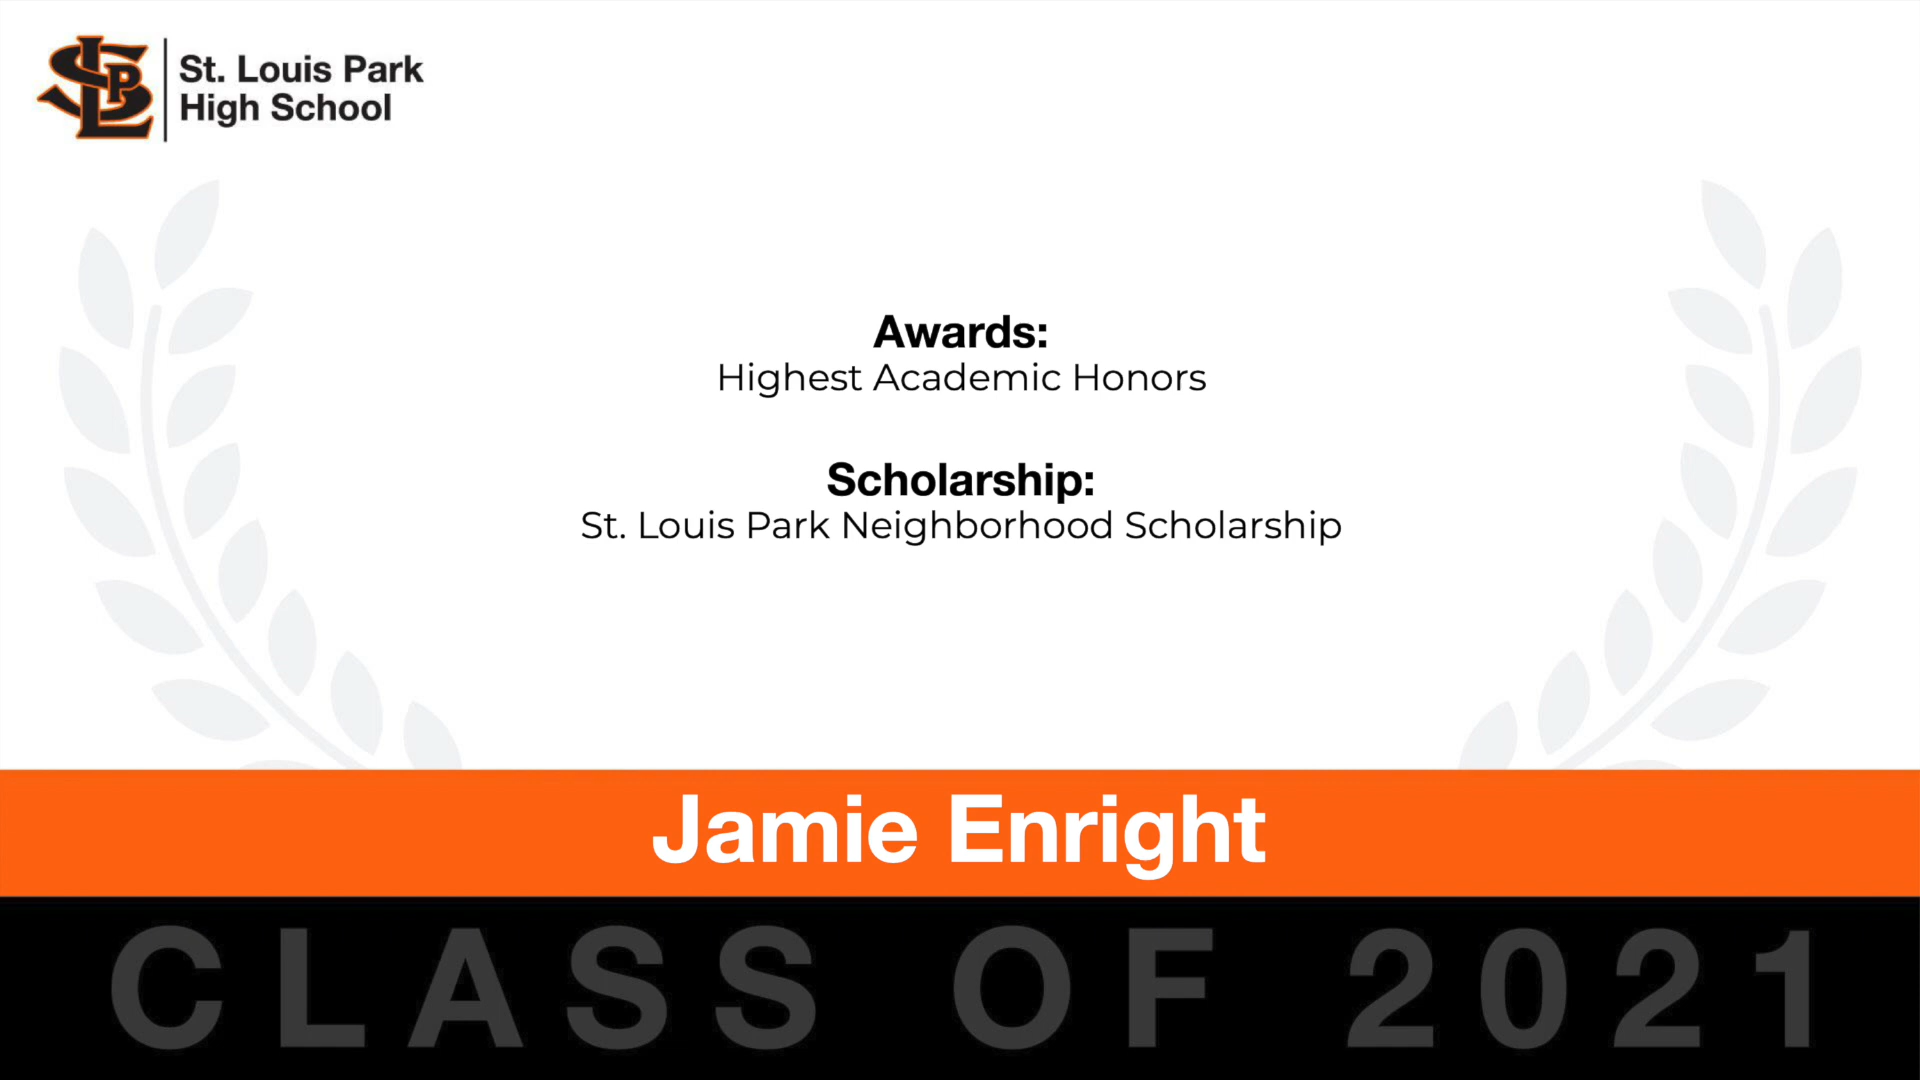 SLP
St. Louis Park
High School
Awards:
Highest Academic Honors
Scholarship:
St. Louis Park Neighborhood Scholarship
Jamie Enright
CLASS OF 2021